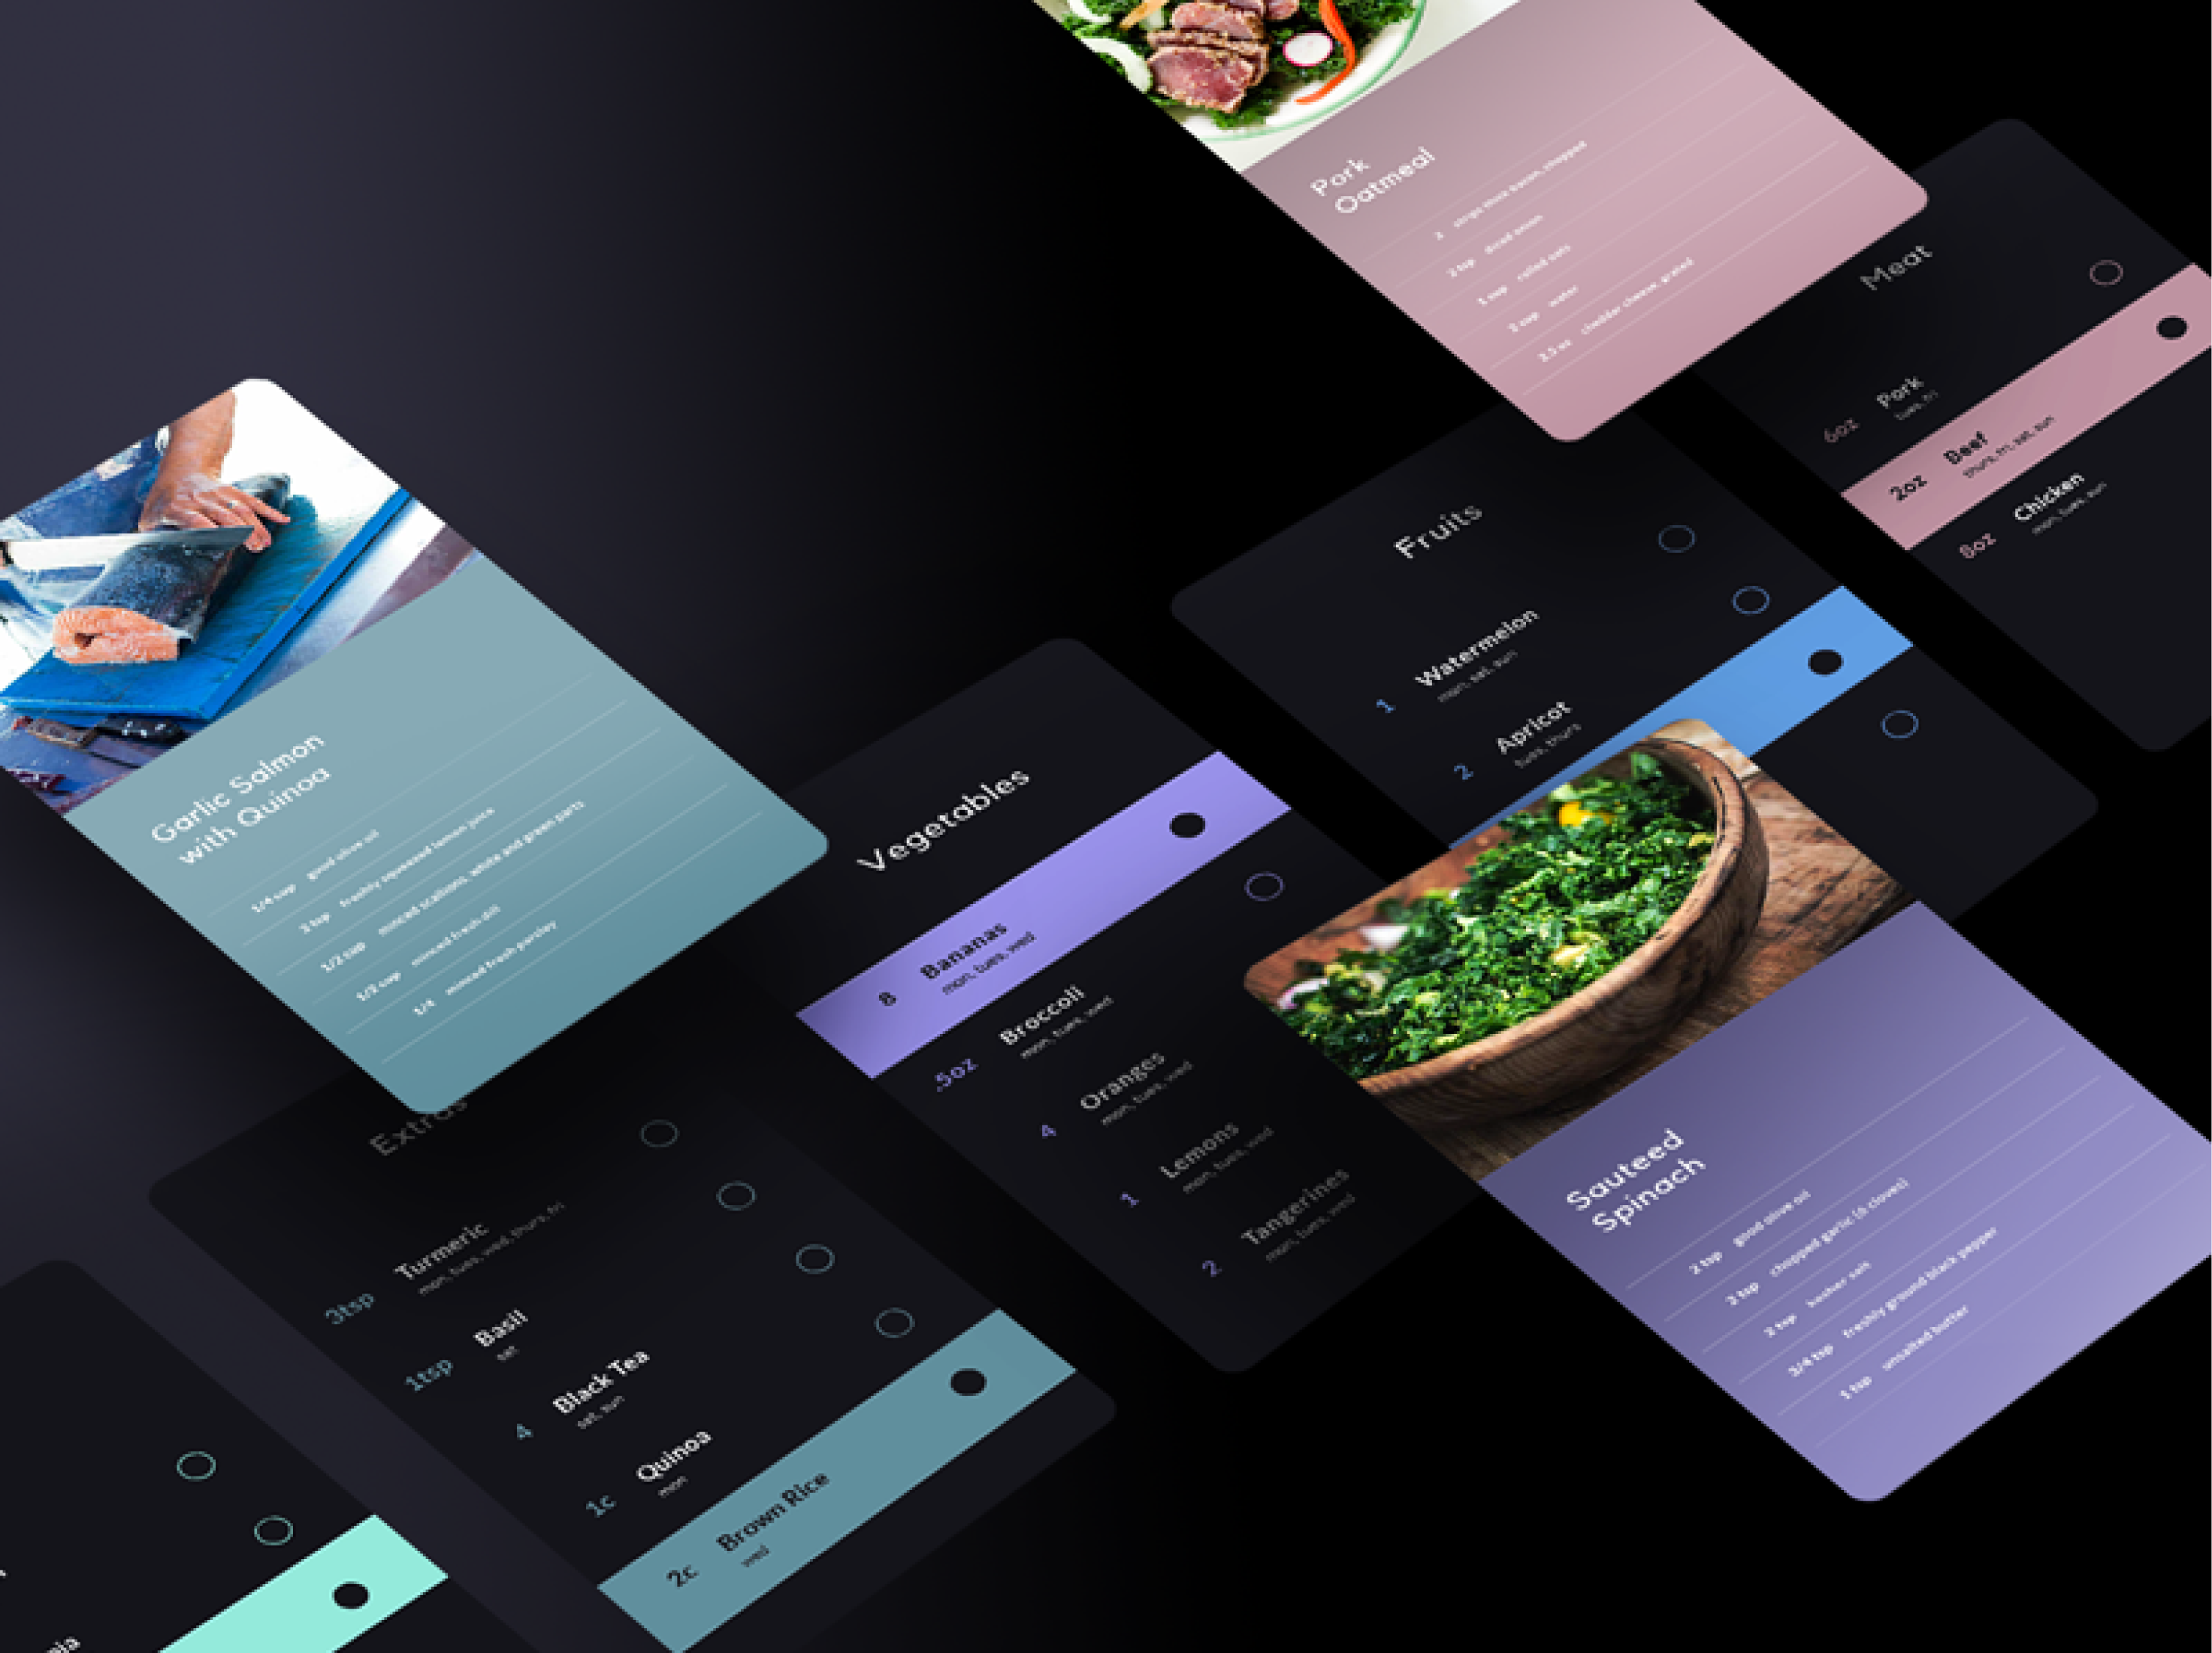 Pork
Oatmeal
2 strips thick bacon, chopped
2 tsp diced onion
1 cup rolled oats
2 cup water
2.5 oz cheddar cheese, grated
Meat
6oz Pork
tues, fri
2oz Beef
thurs, fri, sat, sun
8oz Chicken
mon, tues, sun
Fruits
1 Watermelon
mon, sat, sun
2 Apricot
tues, thurs
Garlic Salmon
with Quinoa
1/4 cup good olive oil
freshly squeezed lemon juice
1/2 cup minced scallions, white and green parts
1/2 cup minced fresh dill
1/4 minced fresh parsley
Vegetables
8 Bananas
mon, tues, wed
.5oz Broccoli
mon, tues, wed
4 Oranges
mon, tues, wed
1 Lemons
mon, tues, wed
2 Tangerines
mon, tues, wed
Sauteed
Spinach
2 tsp good olive oil
chopped garlic (6 cloves)
2 tsp kosher salt
3/4 tsp freshly ground black pepper
1 tsp unsalted butter
Extras
3tsp Turmeric
mon, tues, wed, thurs, fri
1tsp Basil
sat
4 Black Tea
sat, sun
1c Quinoa
mon
2c Brown Rice
wed